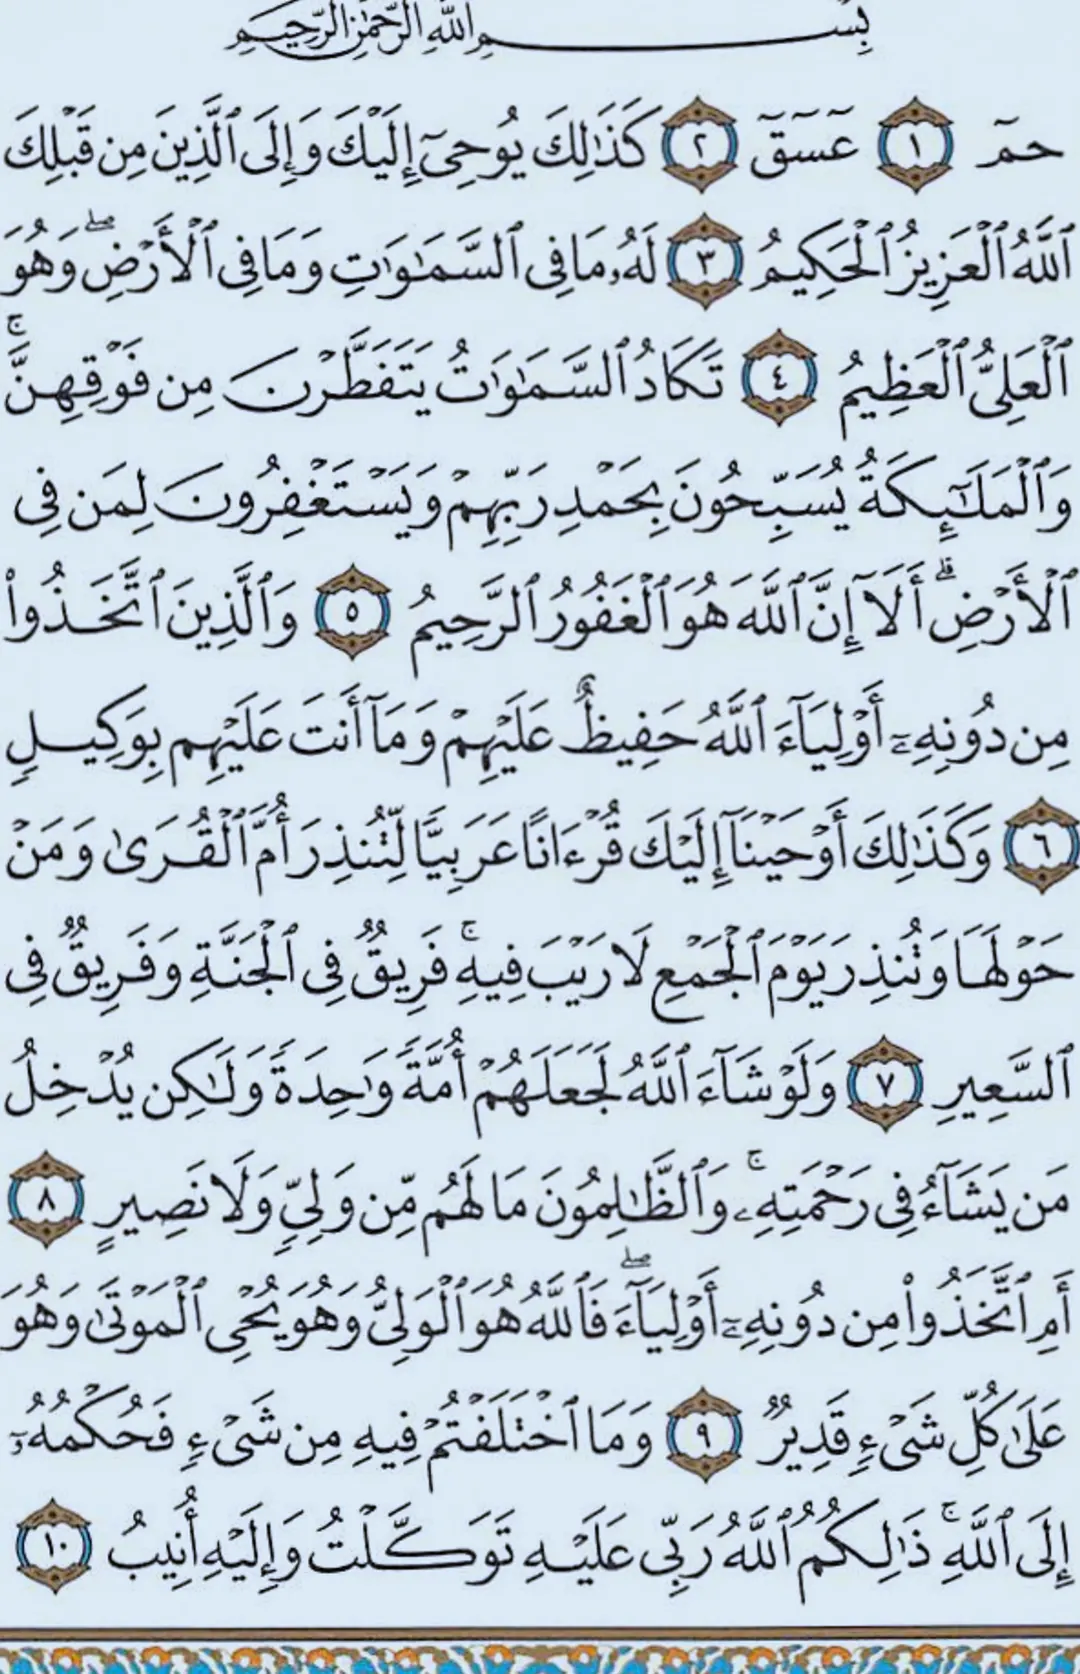 بِسْمِ ٱللَّهِ ٱلرَّحْمَٰنِ ٱلرَّحِيمِ
حمٓ ١ عٓسٓقٓ ٢ كَذَٰلِكَ يُوحِىٓ إِلَيْكَ وَإِلَى ٱلَّذِينَ مِن قَبْلِكَ
ٱللَّهُ ٱلْعَزِيزُ ٱلْحَكِيمُ ٣ لَهُۥ مَا فِى ٱلسَّمَٰوَٰتِ وَمَا فِى ٱلْأَرْضِۖ وَهُوَ
ٱلْعَلِىُّ ٱلْعَظِيمُ ٤ تَكَادُ ٱلسَّمَٰوَٰتُ يَتَفَطَّرْنَ مِن فَوْقِهِنَّۚ
وَٱلْمَلَٰٓئِكَةُ يُسَبِّحُونَ بِحَمْدِ رَبِّهِمْ وَيَسْتَغْفِرُونَ لِمَن فِى
ٱلْأَرْضِۗ أَلَآ إِنَّ ٱللَّهَ هُوَ ٱلْغَفُورُ ٱلرَّحِيمُ ٥ وَٱلَّذِينَ ٱتَّخَذُوا۟
مِن دُونِهِۦٓ أَوْلِيَآءَ ٱللَّهُ حَفِيظٌ عَلَيْهِمْ وَمَآ أَنتَ عَلَيْهِم بِوَكِيلٍ
٦ وَكَذَٰلِكَ أَوْحَيْنَآ إِلَيْكَ قُرْءَانًا عَرَبِيًّا لِّتُنذِرَ أُمَّ ٱلْقُرَىٰ وَمَنْ
حَوْلَهَا وَتُنذِرَ يَوْمَ ٱلْجَمْعِ لَا رَيْبَ فِيهِۚ فَرِيقٌ فِى ٱلْجَنَّةِ وَفَرِيقٌ فِى
ٱلسَّعِيرِ ٧ وَلَوْ شَآءَ ٱللَّهُ لَجَعَلَهُمْ أُمَّةً وَٰحِدَةً وَلَٰكِن يُدْخِلُ
مَن يَشَآءُ فِى رَحْمَتِهِۦۚ وَٱلظَّٰلِمُونَ مَا لَهُم مِّن وَلِىٍّ وَلَا نَصِيرٍ ٨
أَمِ ٱتَّخَذُوا۟ مِن دُونِهِۦٓ أَوْلِيَآءَۖ فَٱللَّهُ هُوَ ٱلْوَلِىُّ وَهُوَ يُحْىِ ٱلْمَوْتَىٰ وَهُوَ
عَلَىٰ كُلِّ شَىْءٍ قَدِيرٌ ٩ وَمَا ٱخْتَلَفْتُمْ فِيهِ مِن شَىْءٍ فَحُكْمُهُۥٓ
إِلَى ٱللَّهِۚ ذَٰلِكُمُ ٱللَّهُ رَبِّى عَلَيْهِ تَوَكَّلْتُ وَإِلَيْهِ أُنِيبُ ١٠